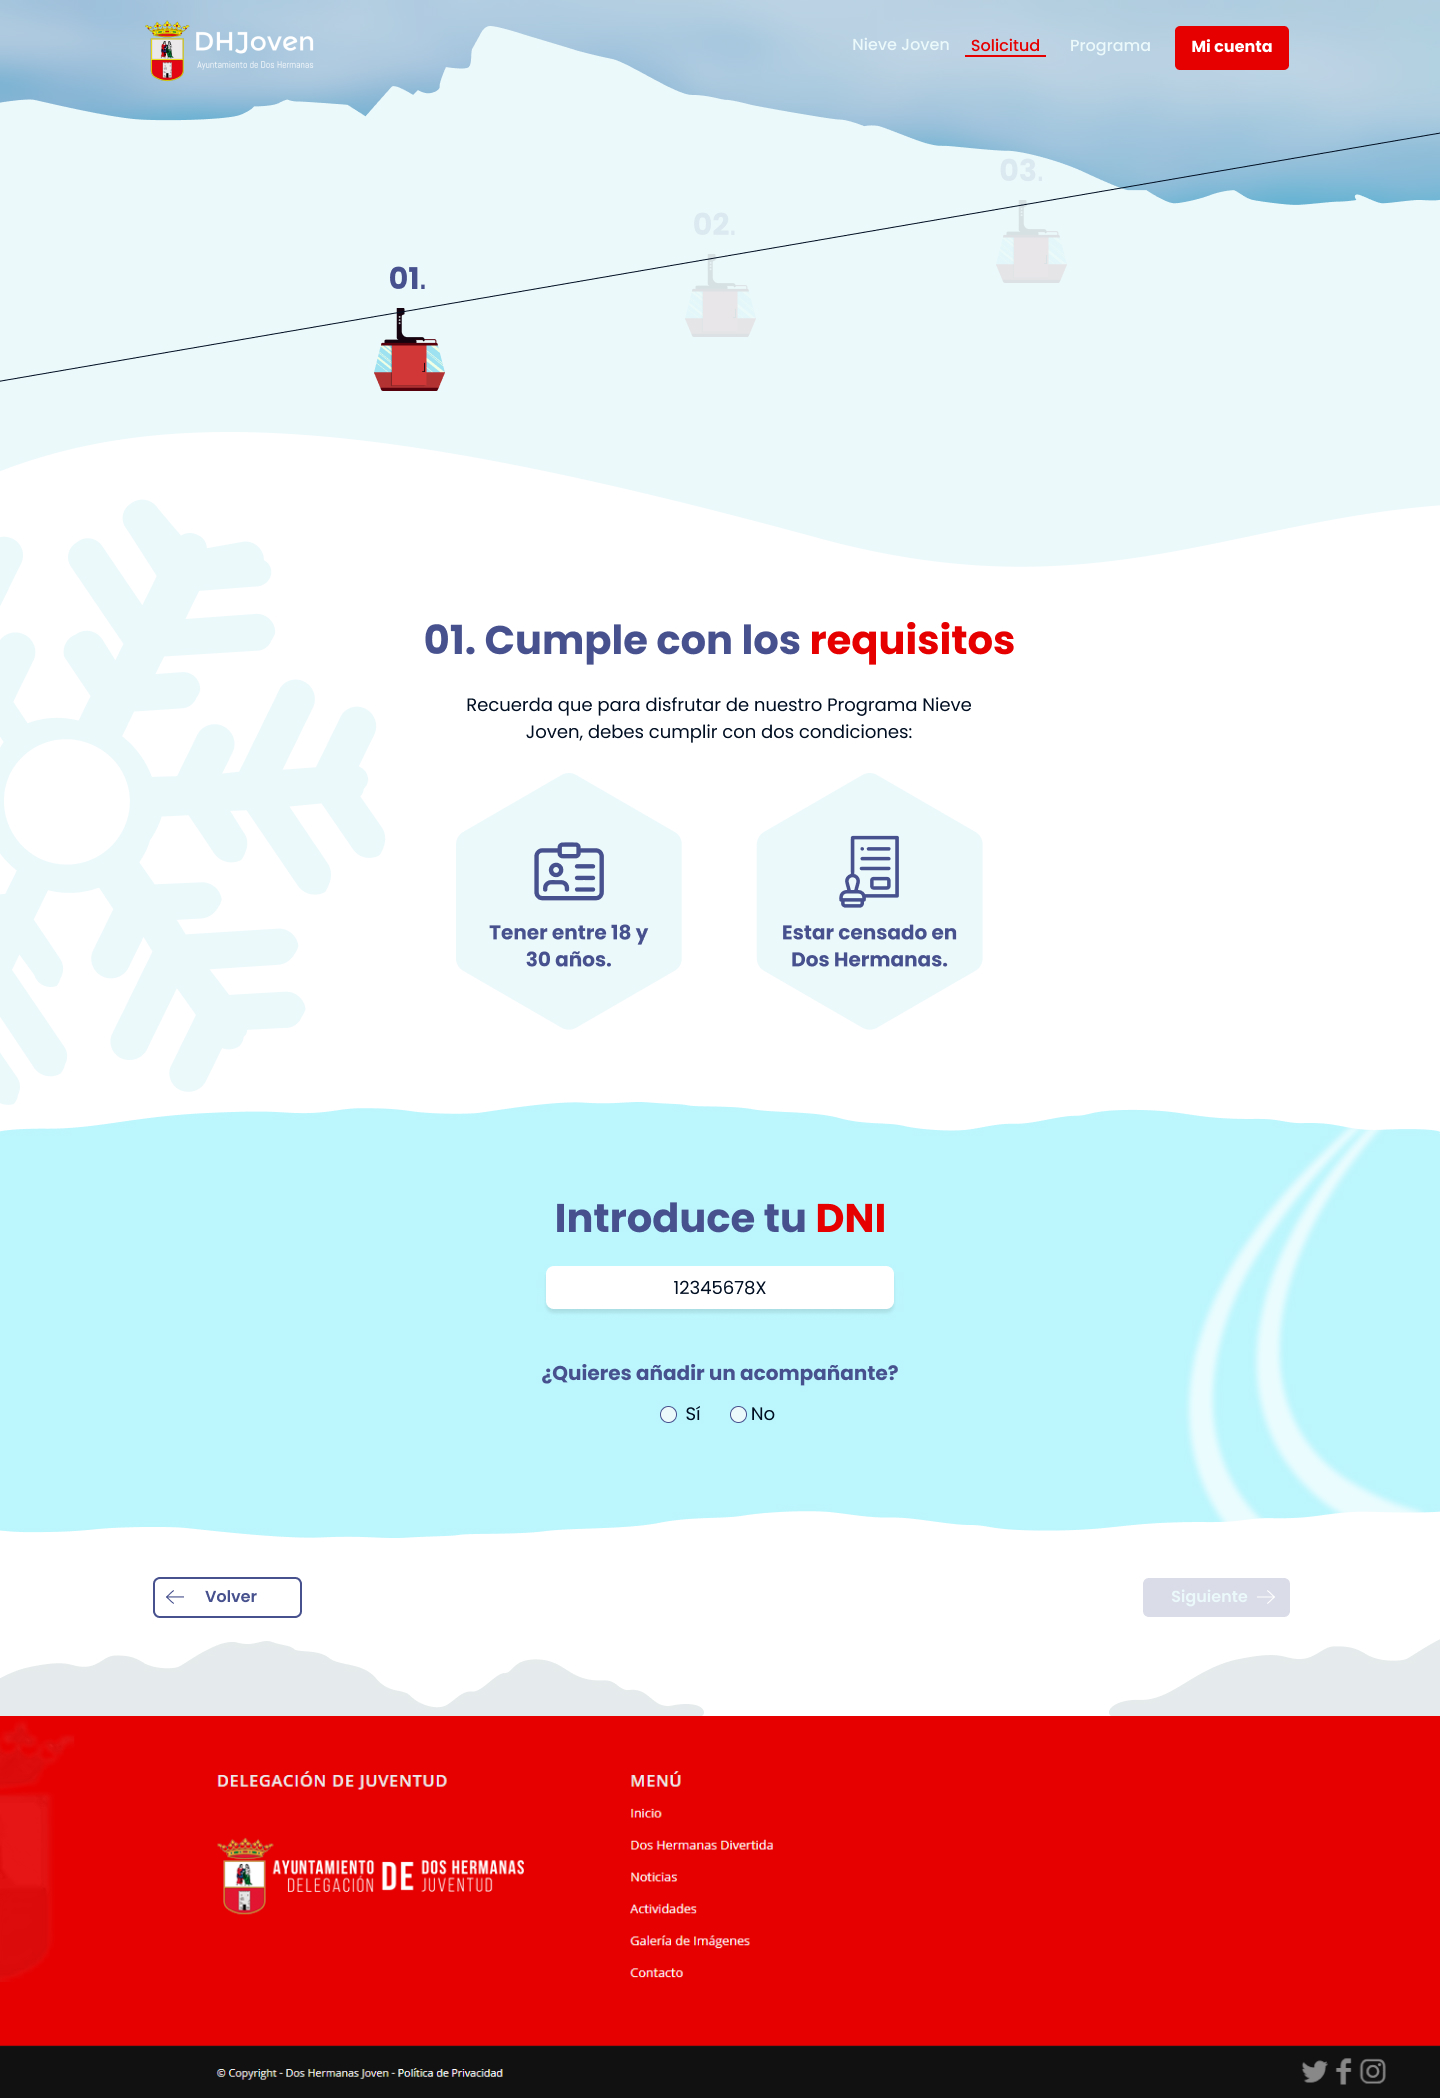 DHJoven
Ayuntamiento de Dos Hermanas
Nieve Joven
Solicitud
Programa
Mi cuenta
03.
02.
01.
01. Cumple con los requisitos
Recuerda que para disfrutar de nuestro Programa Nieve
Joven, debes cumplir con dos condiciones:
Tener entre 18 y
30 años.
Estar censado en
Dos Hermanas.
Introduce tu DNI
12345678X
¿Quieres añadir un acompañante?
Sí
No
Volver
Siguiente
DELEGACIÓN DE JUVENTUD
AYUNTAMIENTO DE DOS HERMANAS
DELEGACIÓN JUVENTUD
MENÚ
Inicio
Dos Hermanas Divertida
Noticias
Actividades
Galería de Imágenes
Contacto
© Copyright - Dos Hermanas Joven - Política de Privacidad